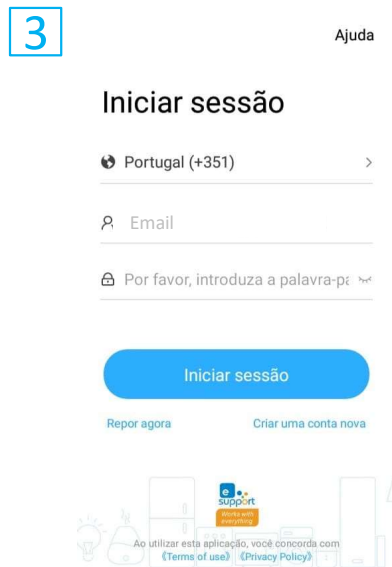 3
Ajuda
Iniciar sessão
Portugal (+351)
Email
Por favor, introduza a palavra-pa
Iniciar sessão
Repor agora Criar uma conta nova
e
support
Works with
everything
Ao utilizar esta aplicação, você concorda com
《Terms of use》 《Privacy Policy》